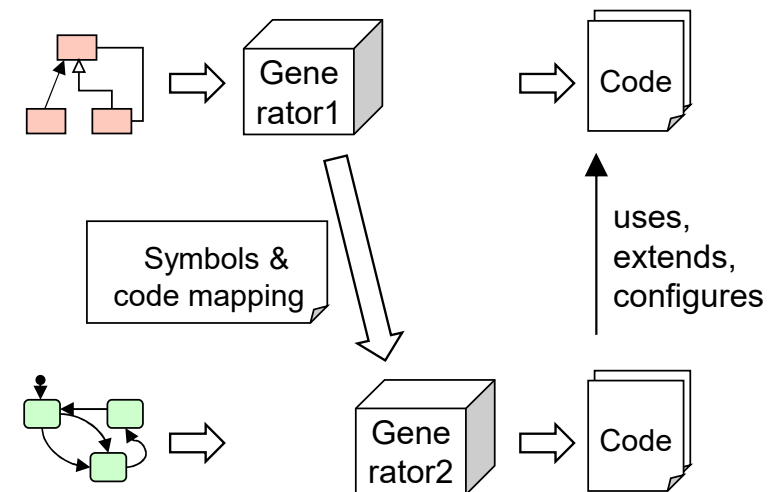 Gene
rator1
Code
Symbols &
code mapping
uses,
extends,
configures
Gene
rator2
Code